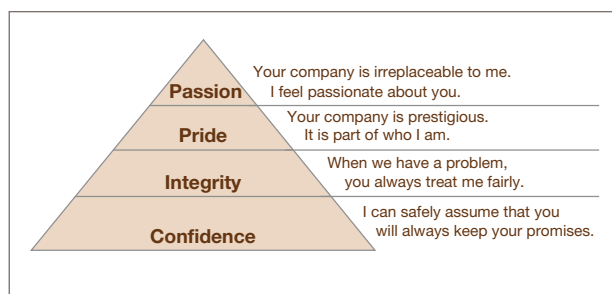 Your company is irreplaceable to me.
Passion
I feel passionate about you.
Your company is prestigious.
Pride
It is part of who I am.
When we have a problem,
Integrity
you always treat me fairly.
I can safely assume that you
Confidence
will always keep your promises.